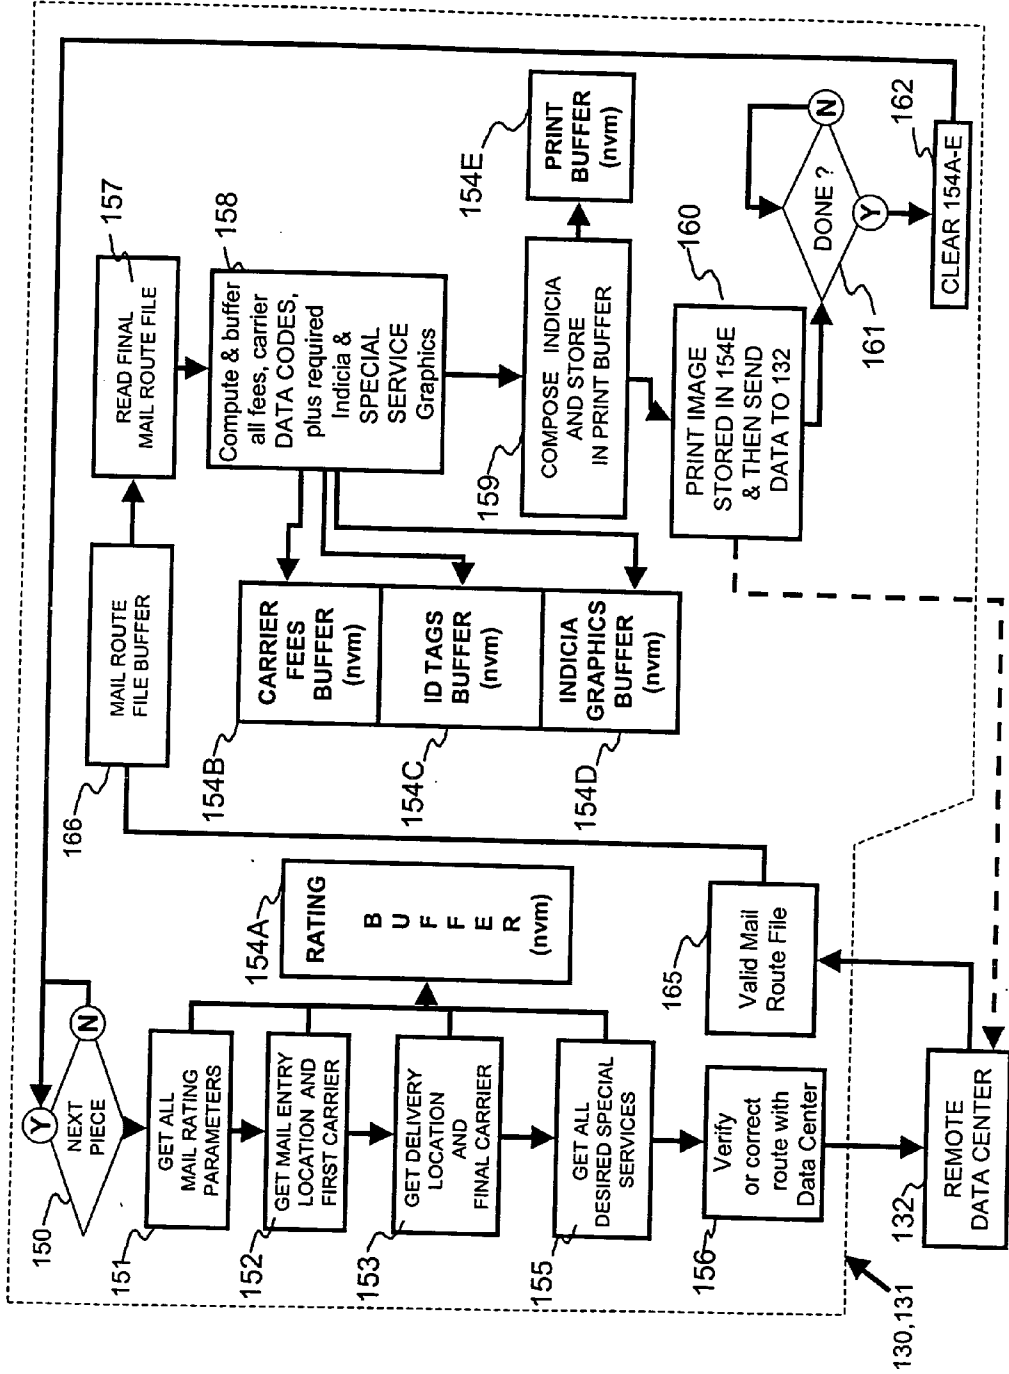 150
Y
NEXT
PIECE
N
151
GET ALL
MAIL RATING
PARAMETERS
152
GET MAIL ENTRY
LOCATION AND
FIRST CARRIER
153
GET DELIVERY
LOCATION
AND
FINAL CARRIER
155
GET ALL
DESIRED SPECIAL
SERVICES
156
Verify
or correct
route with
Data Center
132
REMOTE
DATA CENTER
130,131
154A
RATING
B
U
F
F
E
R
(nvm)
165
Valid Mail
Route File
166
MAIL ROUTE
FILE BUFFER
154B
CARRIER
FEES
BUFFER
(nvm)
154C
ID TAGS
BUFFER
(nvm)
154D
INDICIA
GRAPHICS
BUFFER
(nvm)
157
READ FINAL
MAIL ROUTE FILE
158
Compute & buffer
all fees, carrier
DATA CODES,
plus required
Indicia &
SPECIAL
SERVICE
Graphics
159
COMPOSE INDICIA
AND STORE
IN PRINT BUFFER
154E
PRINT
BUFFER
(nvm)
160
PRINT IMAGE
STORED IN 154E
& THEN SEND
DATA TO 132
161
DONE ?
N
Y
162
CLEAR 154A-E